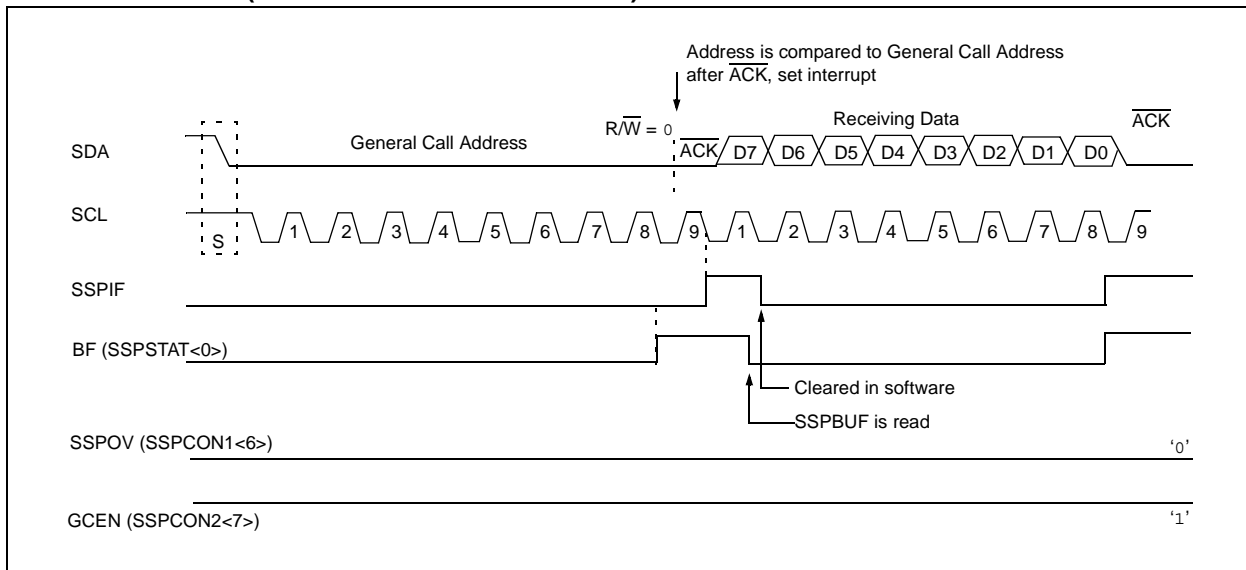 Address is compared to General Call Address
after A̅C̅K̅, set interrupt
R/W̅ = 0
Receiving Data
A̅C̅K̅
SDA
General Call Address
A̅C̅K̅
D7 D6 D5 D4 D3 D2 D1 D0
SCL
S
1 2 3 4 5 6 7 8 9 1 2 3 4 5 6 7 8 9
SSPIF
BF (SSPSTAT<0>)
Cleared in software
SSPBUF is read
SSPOV (SSPCON1<6>)
‘0’
GCEN (SSPCON2<7>)
‘1’